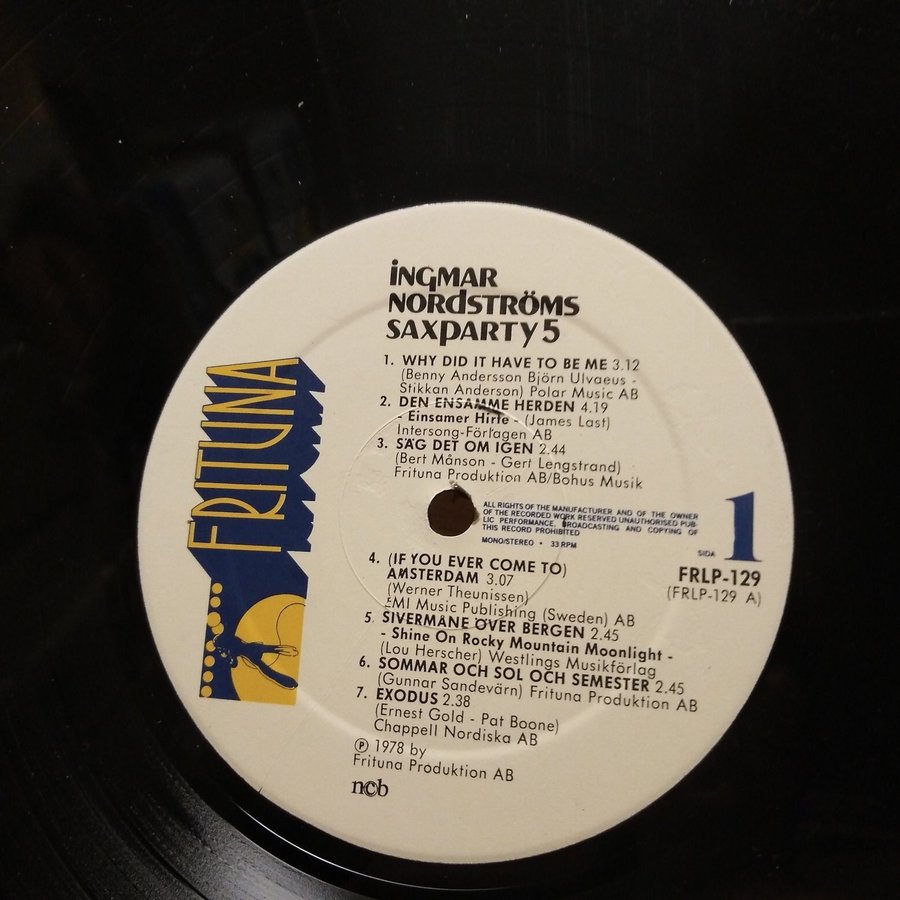 iNGMAR
NORdSTRÖMS
SAXPARTY 5
1. WHY DID IT HAVE TO BE ME 3.12
(Benny Andersson Björn Ulvaeus -
Stikkan Anderson) Polar Music AB
2. DEN ENSAMME HERDEN 4.19
- Einsamer Hirte - (James Last)
Intersong-Förlagen AB
3. SÄG DET OM IGEN 2.44
(Bert Månson - Gert Lengstrand)
Frituna Produktion AB/Bohus Musik
FRITUNA
ALL RIGHTS OF THE MANUFACTURER AND OF THE OWNER
OF THE RECORDED WORK RESERVED UNAUTHORISED PUB-
LIC PERFORMANCE, BROADCASTING AND COPYING OF
THIS RECORD PROHIBITED
MONO/STEREO • 33 RPM
SIDA 1
FRLP-129
(FRLP-129 A)
4. (IF YOU EVER COME TO)
AMSTERDAM 3.07
(Werner Theunissen)
EMI Music Publishing (Sweden) AB
5. SIVERMÅNE ÖVER BERGEN 2.45
- Shine On Rocky Mountain Moonlight -
(Lou Herscher) Westlings Musikförlag
6. SOMMAR OCH SOL OCH SEMESTER 2.45
(Gunnar Sandevärn) Frituna Produktion AB
7. EXODUS 2.38
(Ernest Gold - Pat Boone)
Chappell Nordiska AB
Ⓟ 1978 by
Frituna Produktion AB
ncb